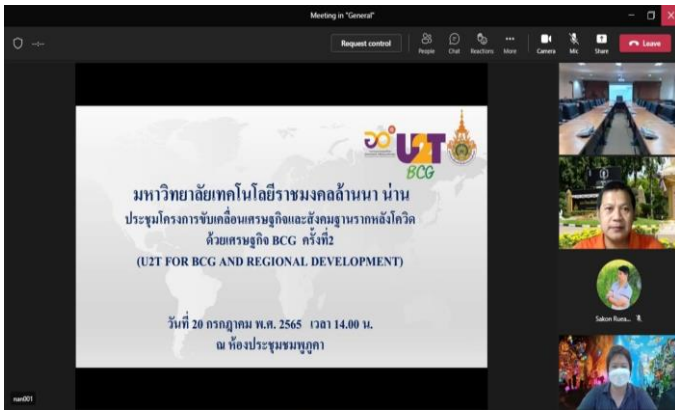 Meeting in "General"
Request control
People
Chat
Reactions
More
Camera
Mic
Share
Leave
U2T
BCG
มหาวิทยาลัยเทคโนโลยีราชมงคลล้านนา น่าน
ประชุมโครงการขับเคลื่อนเศรษฐกิจและสังคมฐานรากหลังโควิด
ด้วยเศรษฐกิจ BCG ครั้งที่2
(U2T FOR BCG AND REGIONAL DEVELOPMENT)
วันที่ 20 กรกฎาคม พ.ศ. 2565 เวลา 14.00 น.
ณ ห้องประชุมชมพูภูคา
Sakon Ruea...
nan001